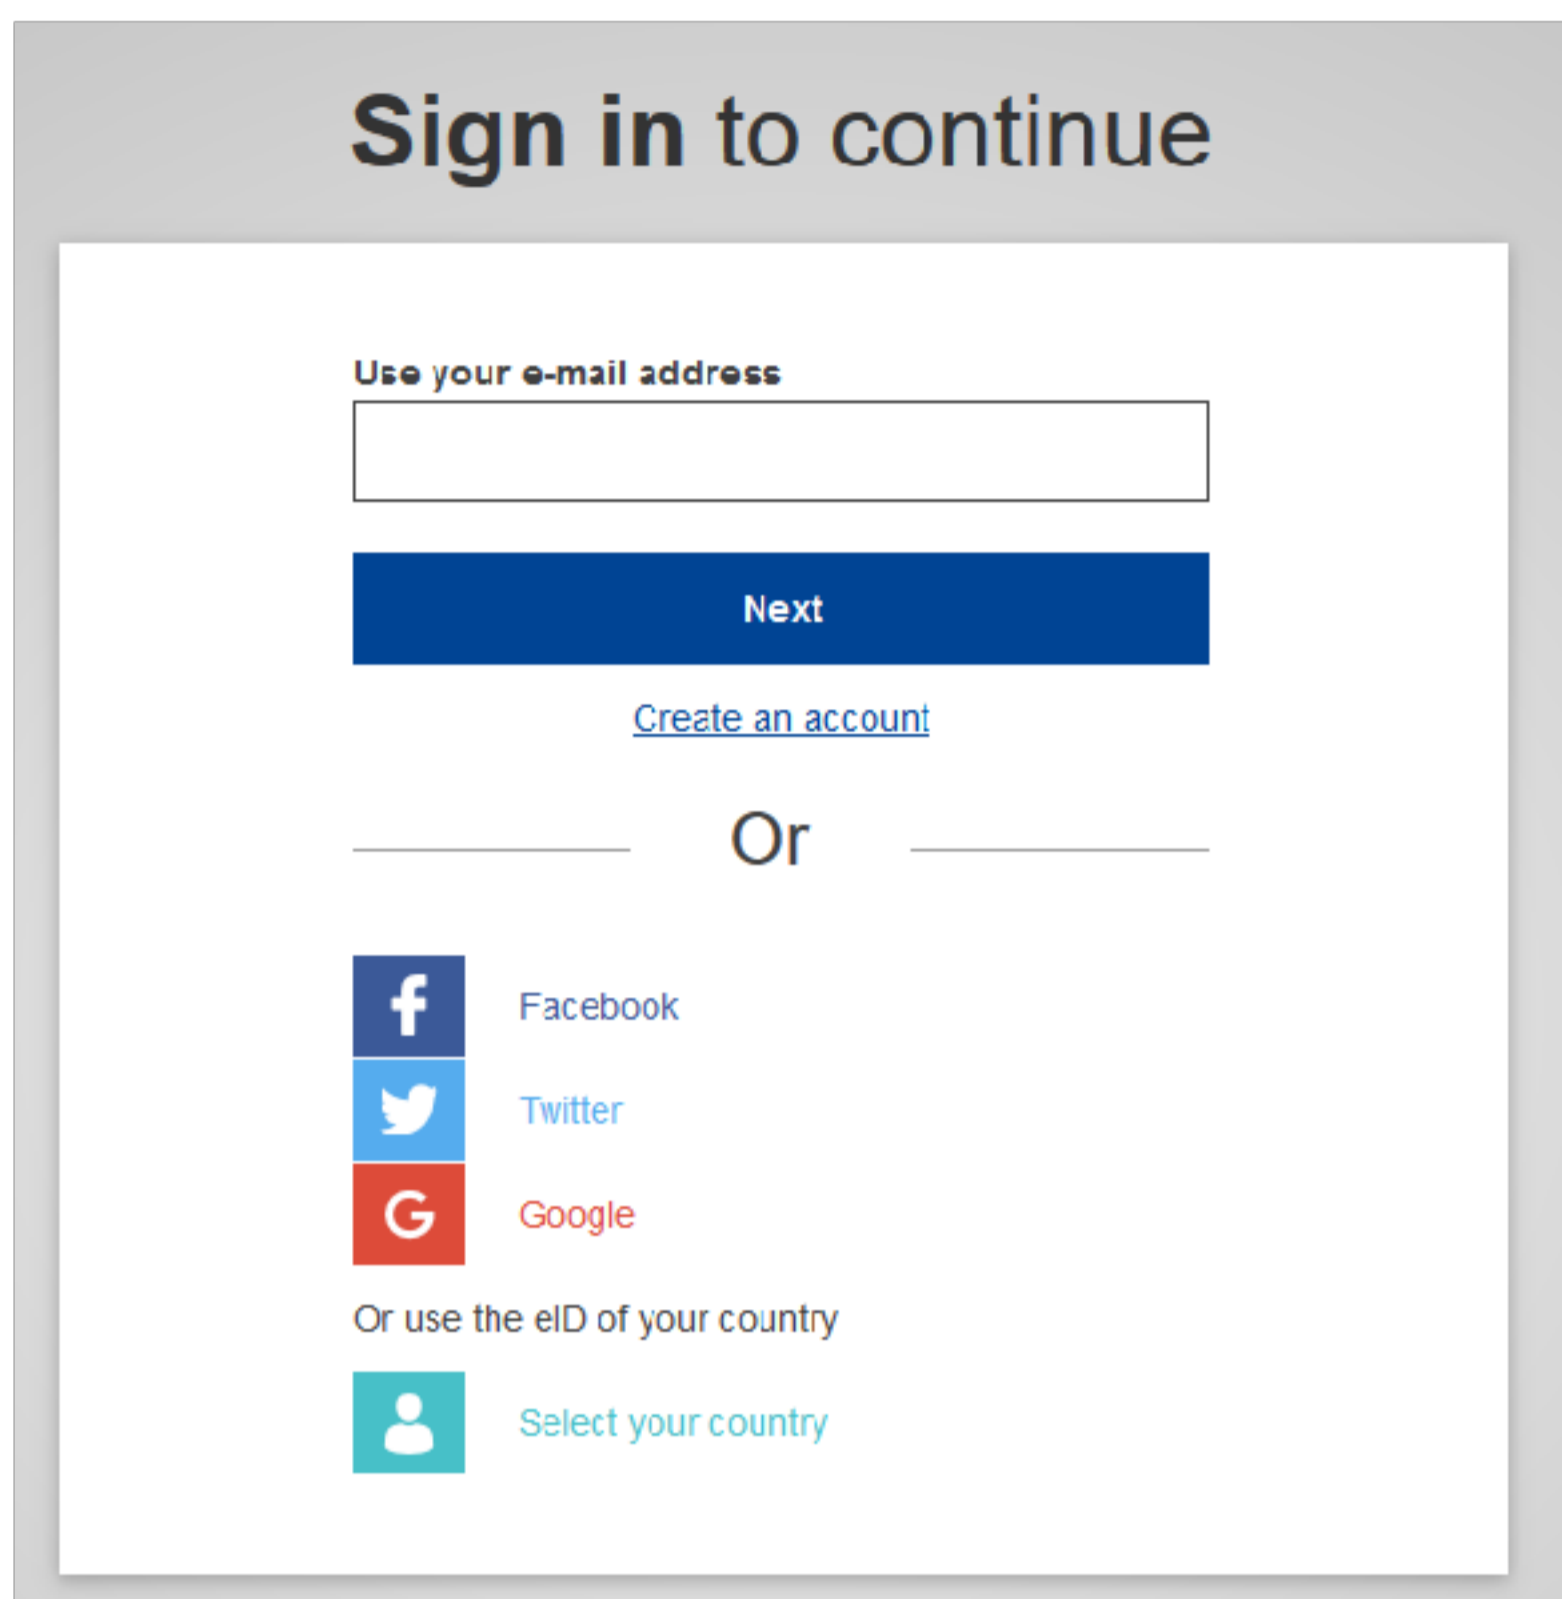 Sign in to continue
Use your e-mail address
Next
Create an account
Or
Facebook
Twitter
Google
Or use the eID of your country
Select your country